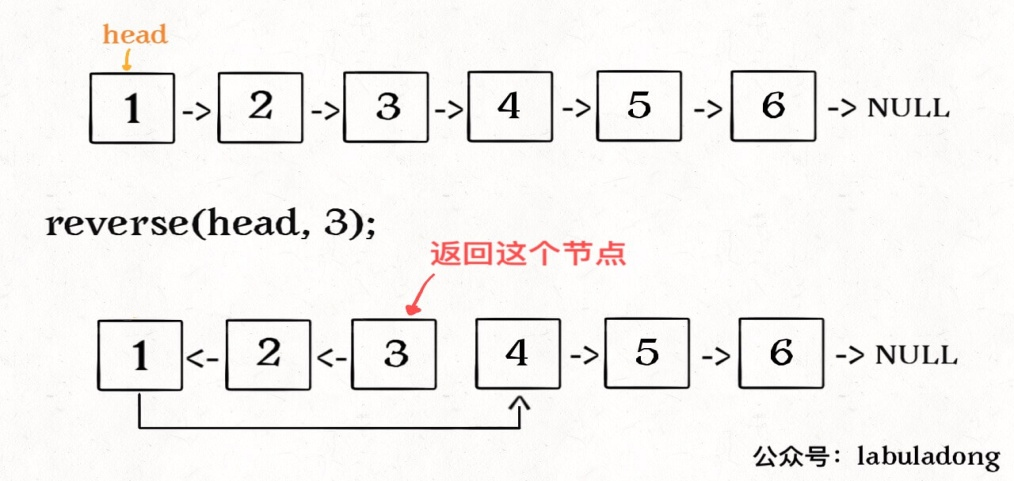 head
1 -> 2 -> 3 -> 4 -> 5 -> 6 -> NULL
reverse(head, 3);
返回这个节点
1 <- 2 <- 3 4 -> 5 -> 6 -> NULL
公众号：labuladong